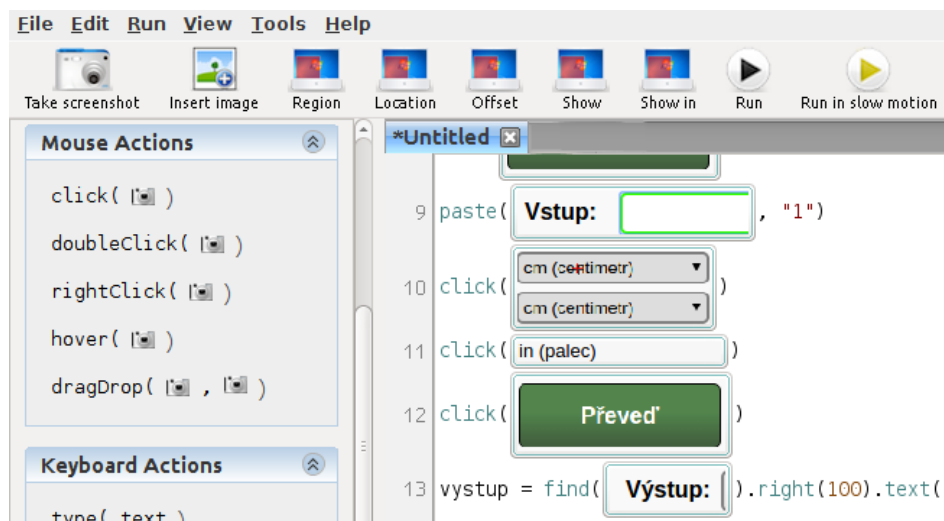 File Edit Run View Tools Help
Take screenshot Insert image Region Location Offset Show Show in Run Run in slow motion
Mouse Actions
click( )
doubleClick( )
rightClick( )
hover( )
dragDrop( , )
Keyboard Actions
type( text )
*Untitled
9 paste( Vstup: , "1")
10 click( cm (centimetr)
cm (centimetr) )
11 click( in (palec) )
12 click( Převeď )
13 vystup = find( Výstup: ).right(100).text(